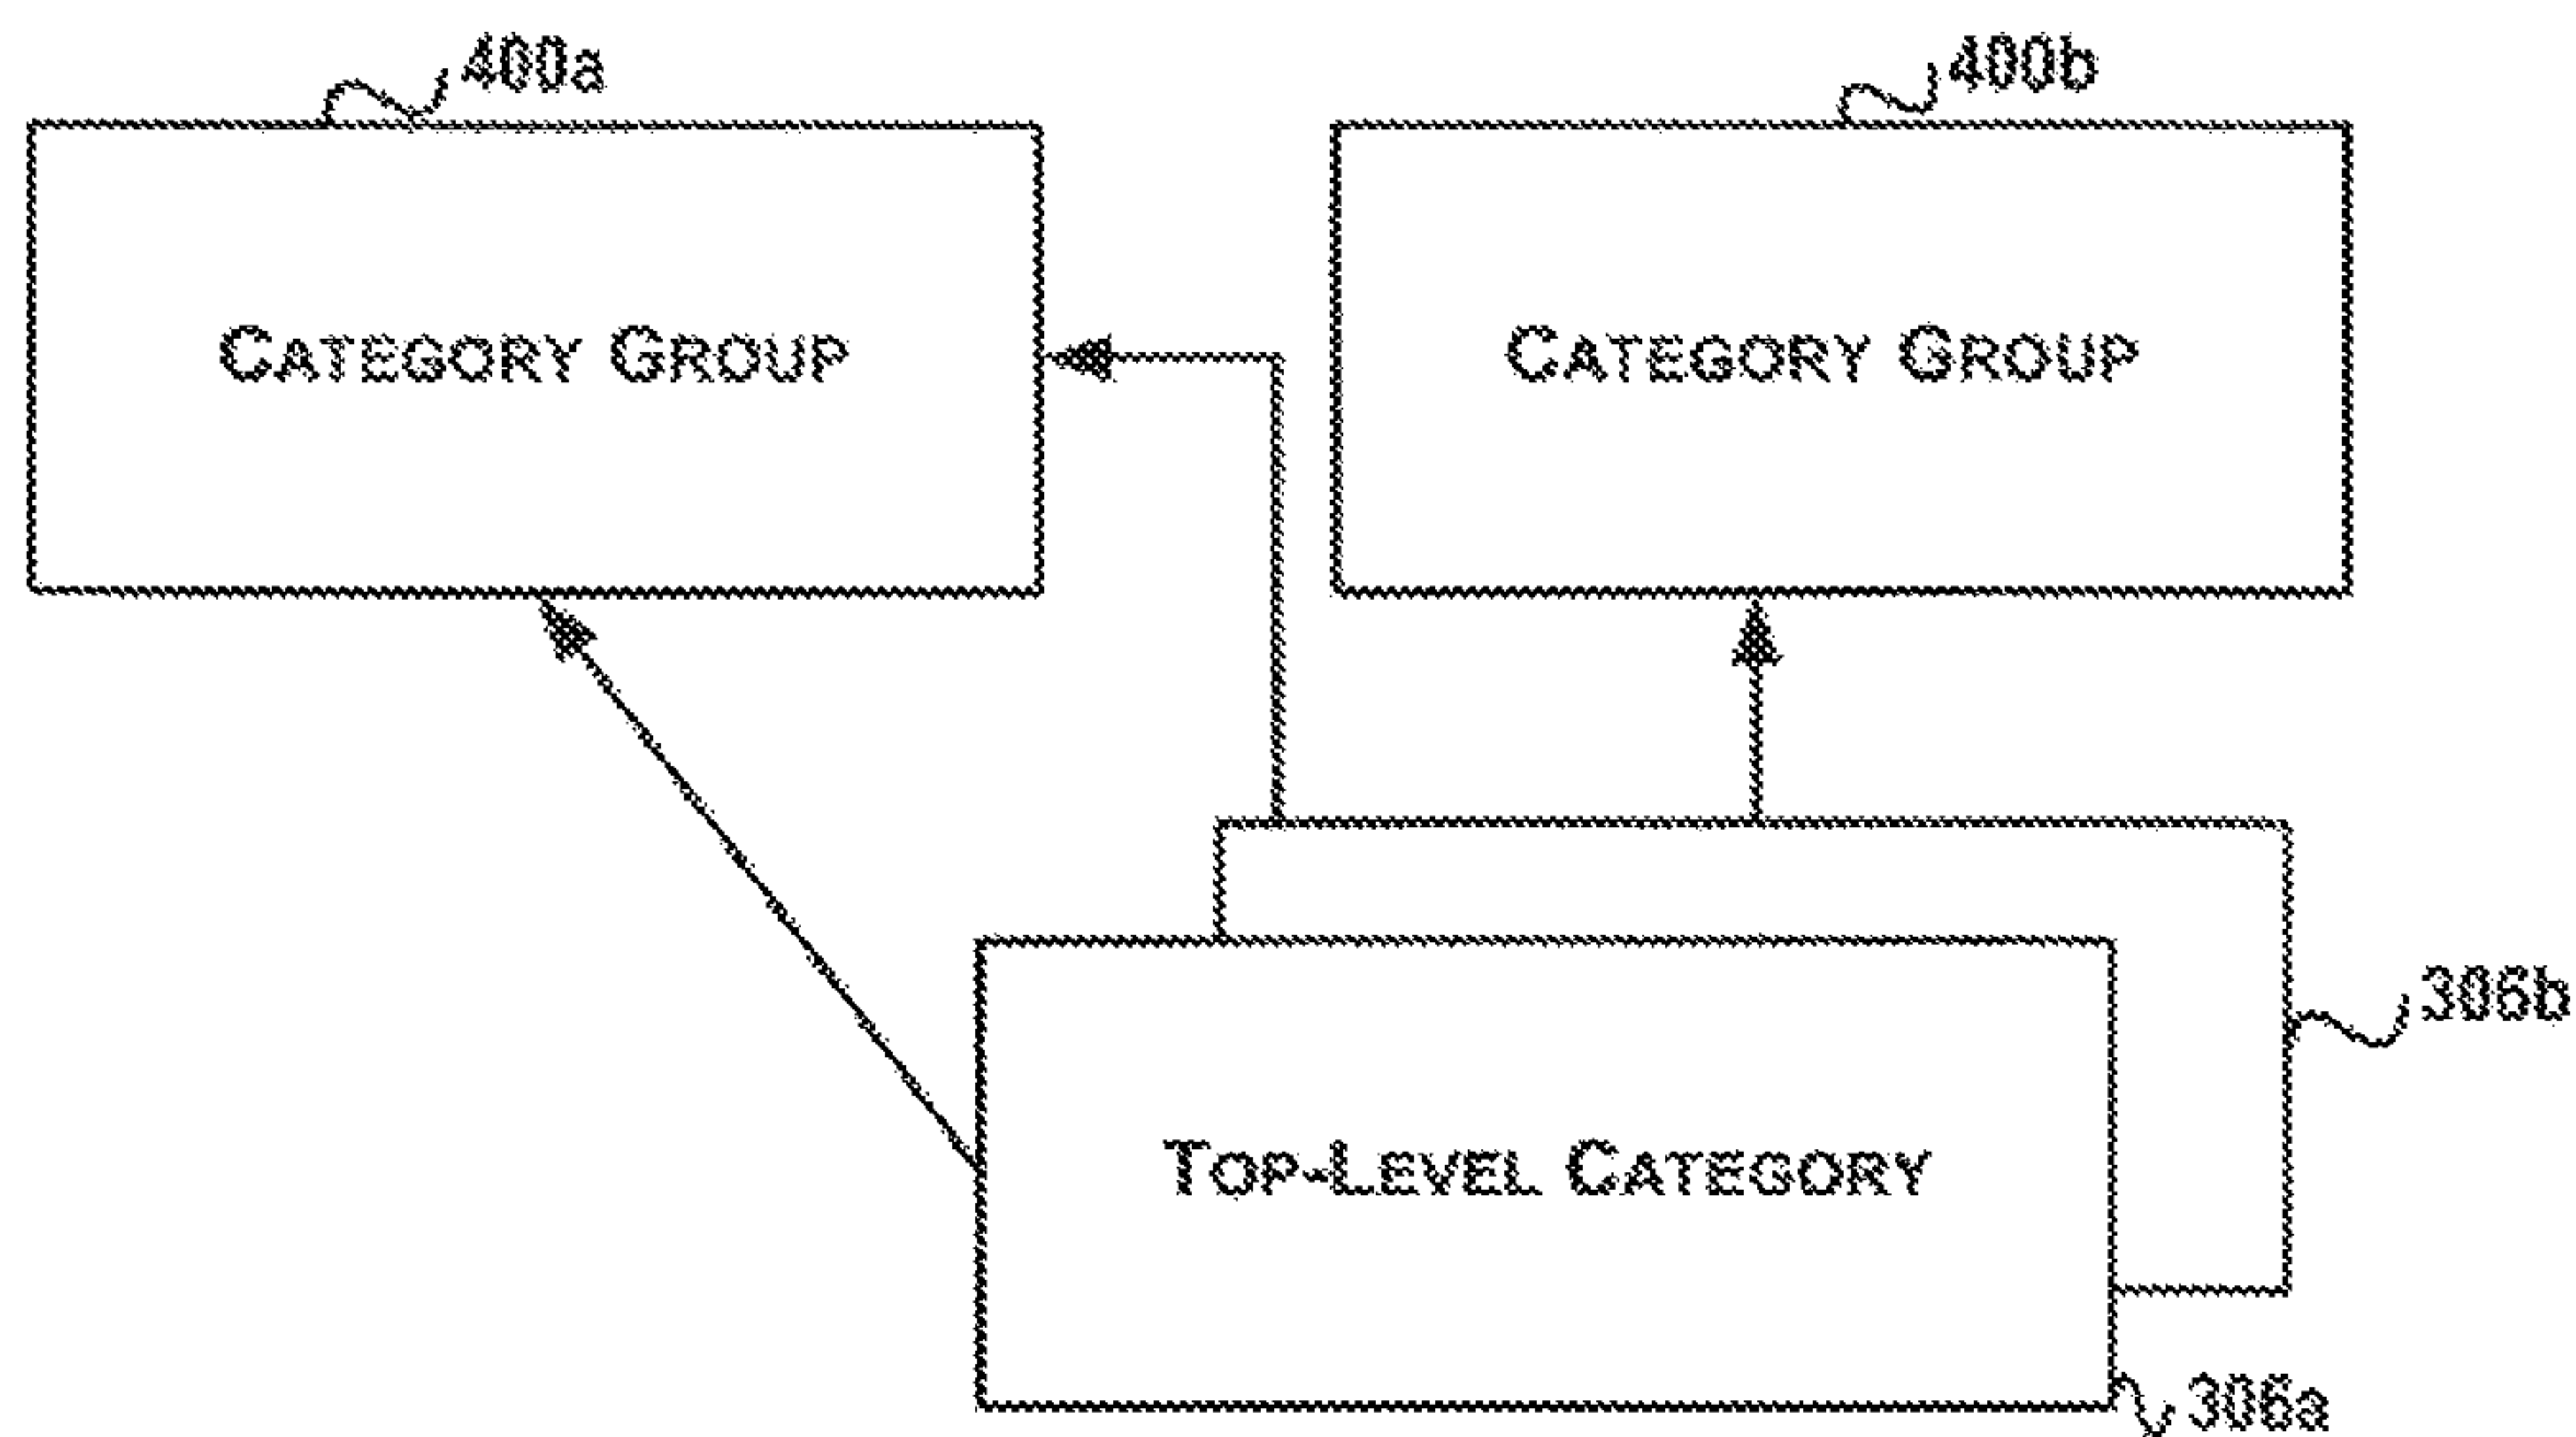 400a
400b
CATEGORY GROUP
CATEGORY GROUP
306b
TOP-LEVEL CATEGORY
306a